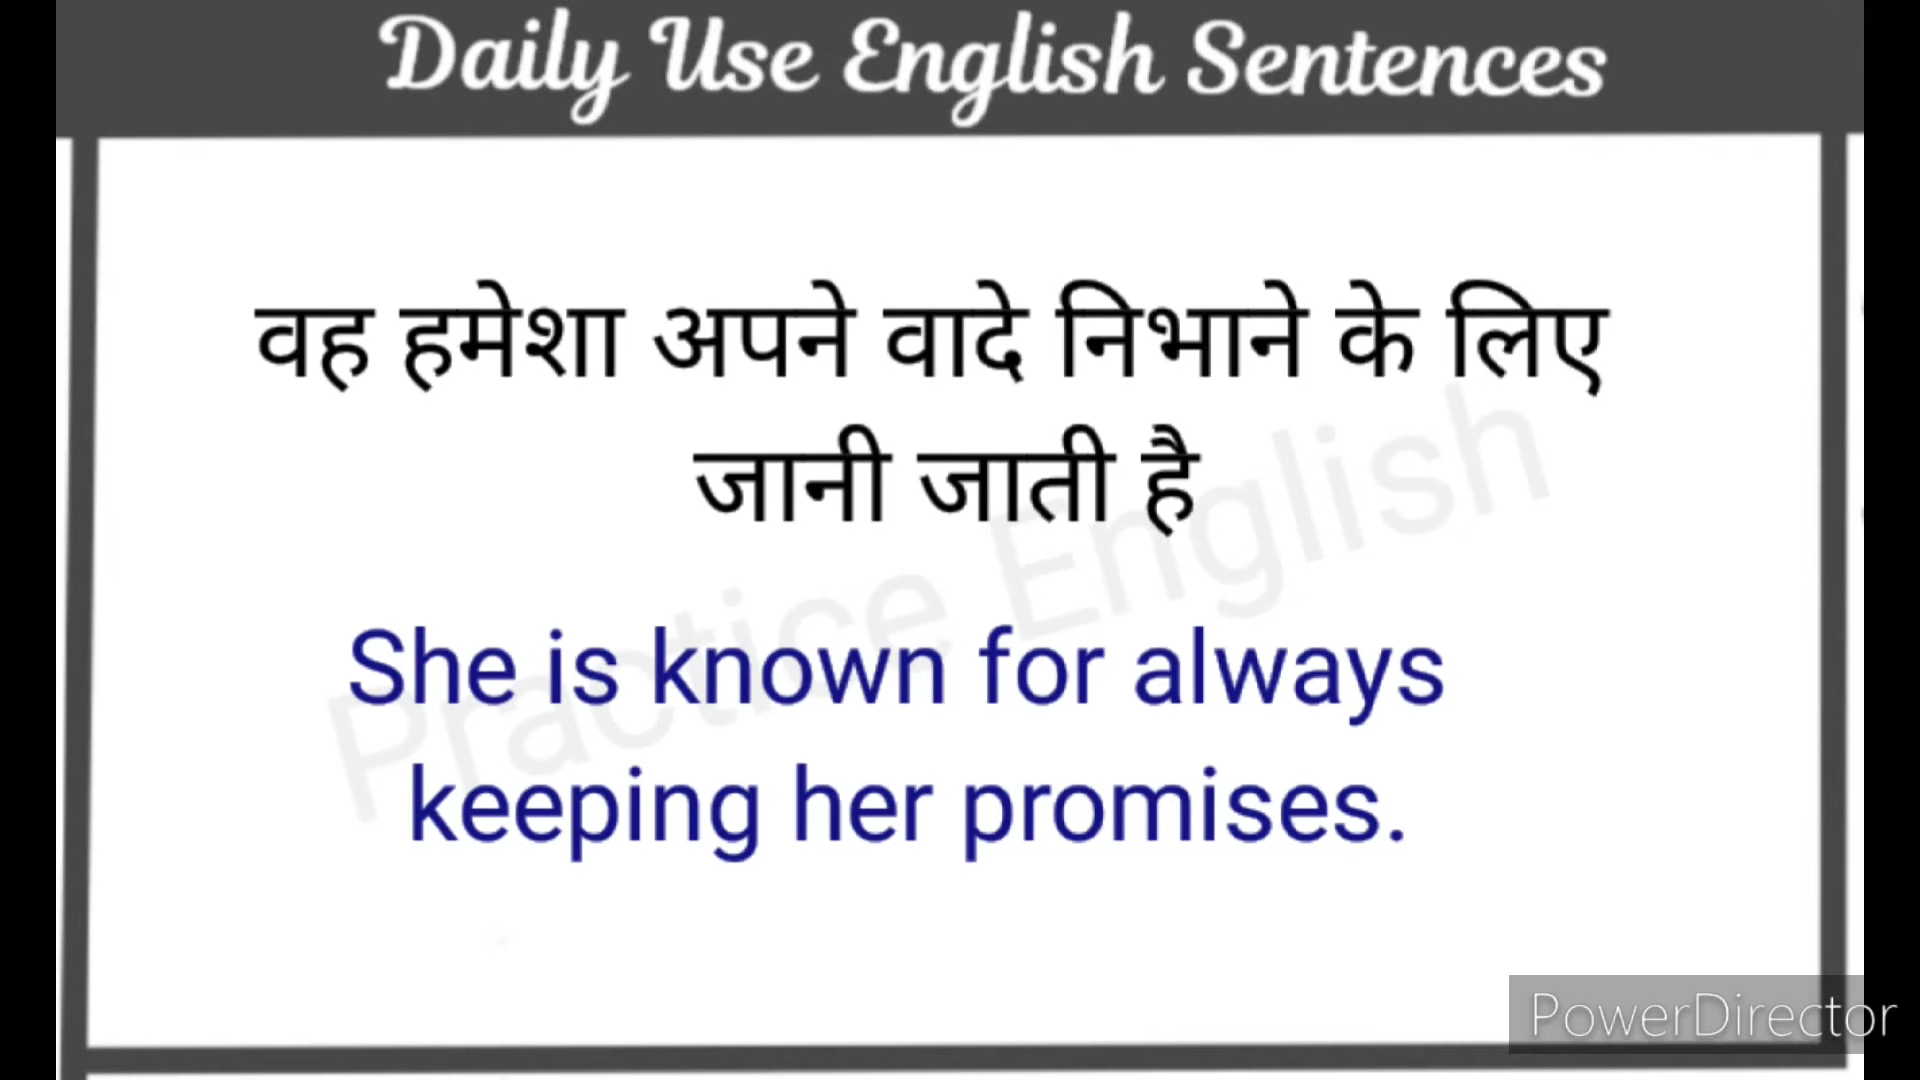 Daily Use English Sentences
वह हमेशा अपने वादे निभाने के लिए
जानी जाती है
She is known for always
keeping her promises.
Practice English
PowerDirector